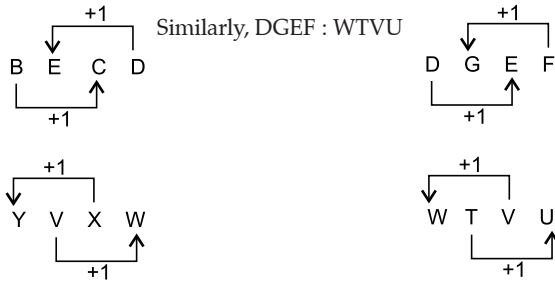 +1
Similarly, DGEF : WTVU
+1
B E C D
D G E F
+1
+1
+1
+1
Y V X W
W T V U
+1
+1